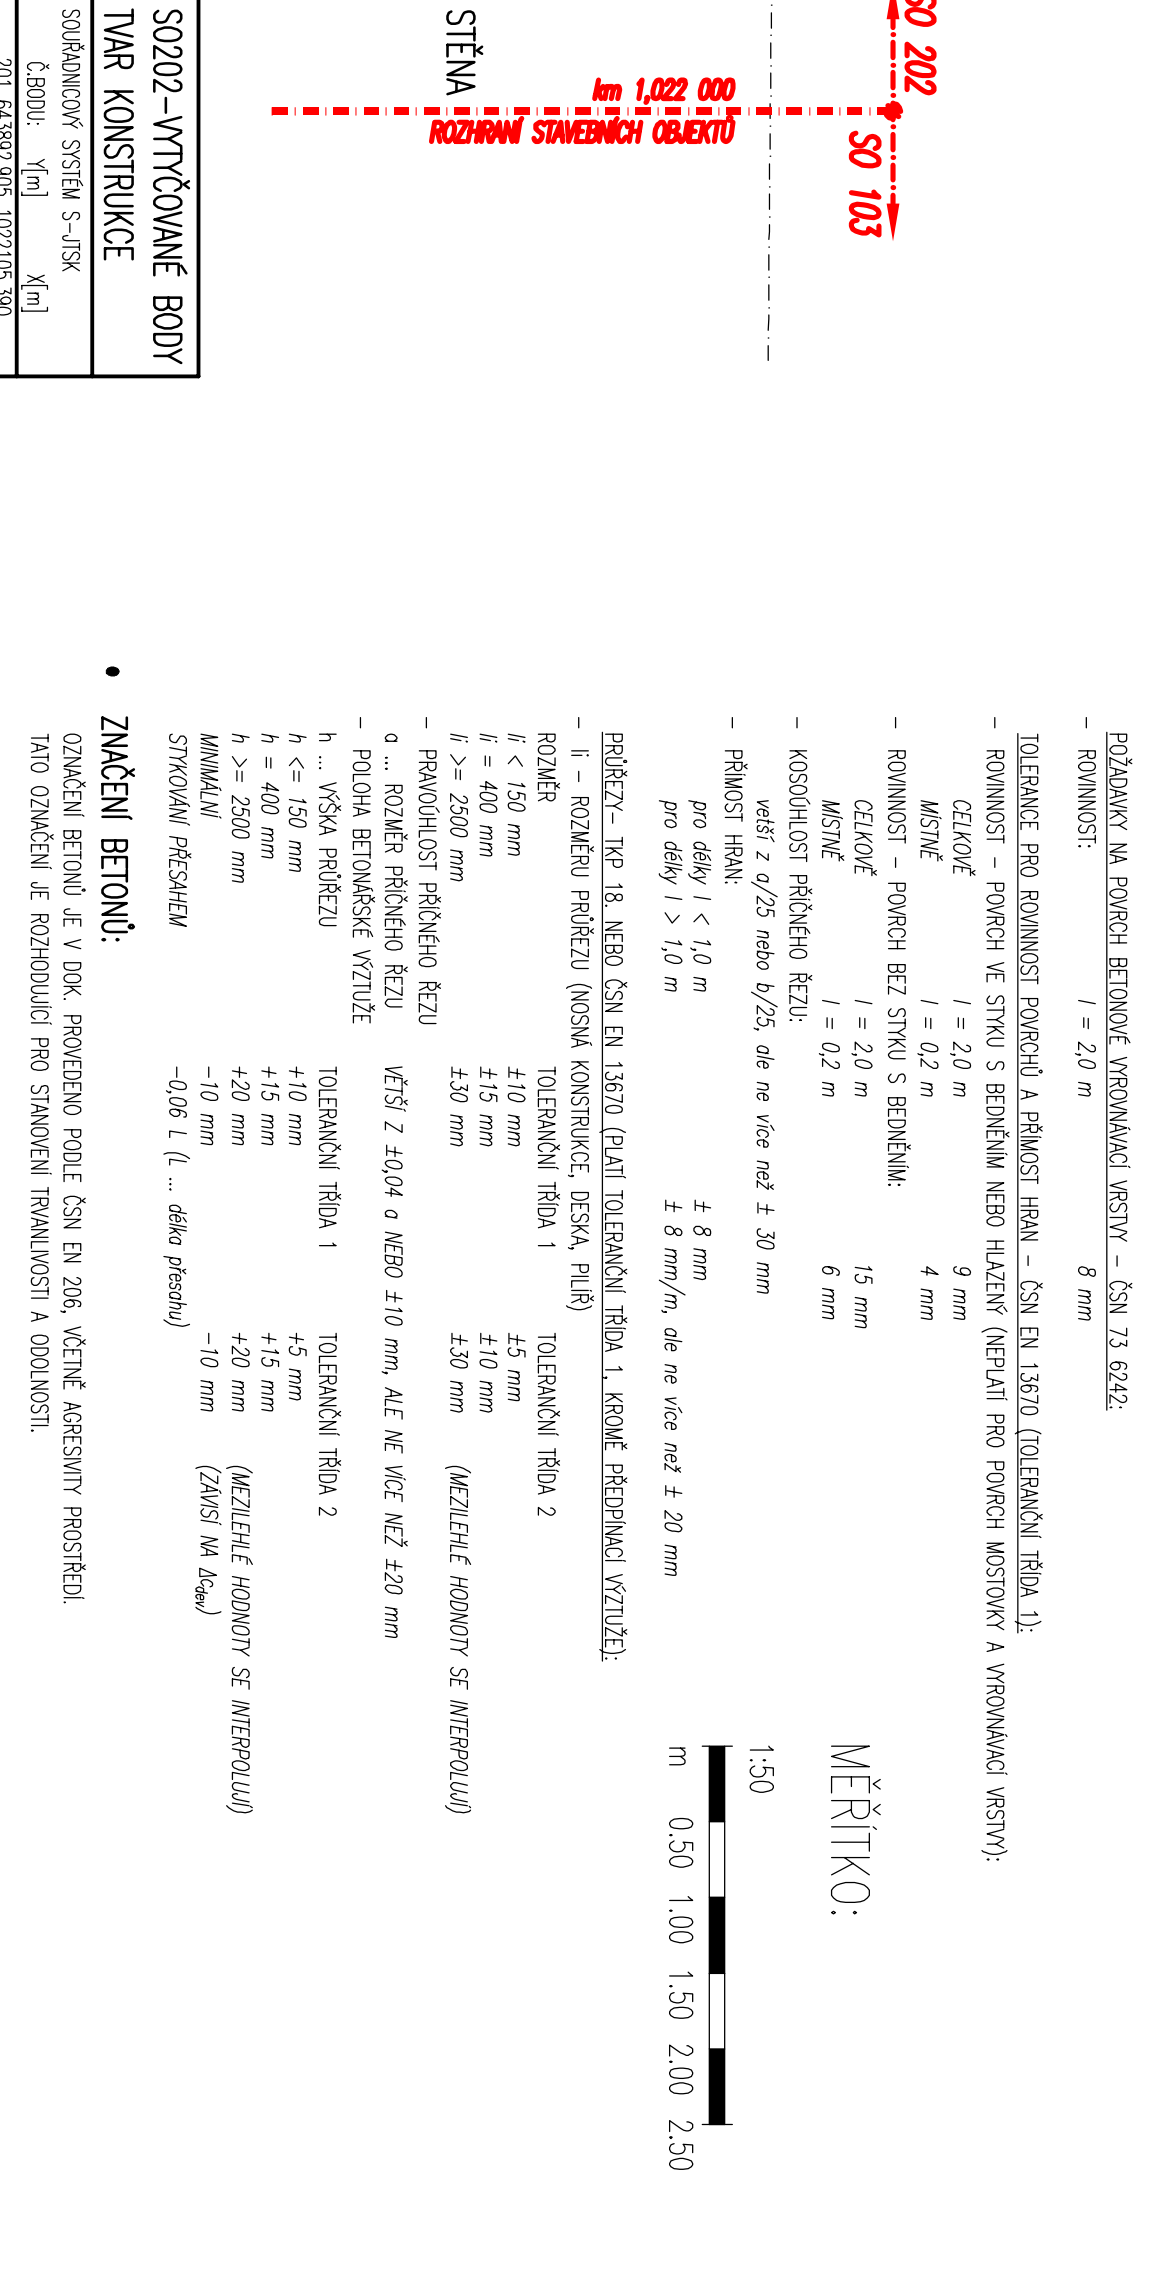 POŽADAVKY NA POVRCH BETONOVÉ VYROVNÁVACÍ VRSTVY – ČSN 73 6242:
– ROVINNOST: l = 2,0 m 8 mm
TOLERANCE PRO ROVINNOST POVRCHŮ A PŘÍMOST HRAN – ČSN EN 13670 (TOLERANČNÍ TŘÍDA 1):
– ROVINNOST – POVRCH VE STYKU S BEDNĚNÍM NEBO HLAZENÝ (NEPLATÍ PRO POVRCH MOSTOVKY A VYROVNÁVACÍ VRSTVY):
CELKOVĚ l = 2,0 m 9 mm
MÍSTNĚ l = 0,2 m 4 mm
– ROVINNOST – POVRCH BEZ STYKU S BEDNĚNÍM:
CELKOVĚ l = 2,0 m 15 mm
MÍSTNĚ l = 0,2 m 6 mm
– KOSOÚHLOST PŘÍČNÉHO ŘEZU:
vetší z a/25 nebo b/25, ale ne více než ± 30 mm
– PŘÍMOST HRAN:
pro délky l < 1,0 m ± 8 mm
pro délky l > 1,0 m ± 8 mm/m, ale ne více než ± 20 mm
PRŮŘEZY– TKP 18. NEBO ČSN EN 13670 (PLATÍ TOLERANČNÍ TŘÍDA 1, KROMĚ PŘEDPÍNACÍ VÝZTUŽE):
– li – ROZMĚRU PRŮŘEZU (NOSNÁ KONSTRUKCE, DESKA, PILÍŘ)
ROZMĚR TOLERANČNÍ TŘÍDA 1 TOLERANČNÍ TŘÍDA 2
li < 150 mm ±10 mm ±5 mm
li = 400 mm ±15 mm ±10 mm
li >= 2500 mm ±30 mm ±30 mm (MEZILEHLÉ HODNOTY SE INTERPOLUJÍ)
– PRAVOÚHLOST PŘÍČNÉHO ŘEZU
a ... ROZMĚR PŘÍČNÉHO ŘEZU VĚTŠÍ Z ±0,04 a NEBO ±10 mm, ALE NE VÍCE NEŽ ±20 mm
– POLOHA BETONÁŘSKÉ VÝZTUŽE
h ... VÝŠKA PRŮŘEZU TOLERANČNÍ TŘÍDA 1 TOLERANČNÍ TŘÍDA 2
h <= 150 mm +10 mm +5 mm
h = 400 mm +15 mm +15 mm
h >= 2500 mm +20 mm +20 mm (MEZILEHLÉ HODNOTY SE INTERPOLUJÍ)
MINIMÁLNÍ –10 mm –10 mm (ZÁVISÍ NA Δcdev)
STYKOVÁNÍ PŘESAHEM –0,06 L (L ... délka přesahu)
• ZNAČENÍ BETONŮ:
OZNAČENÍ BETONŮ JE V DOK. PROVEDENO PODLE ČSN EN 206, VČETNĚ AGRESIVITY PROSTŘEDÍ.
TATO OZNAČENÍ JE ROZHODUJÍCÍ PRO STANOVENÍ TRVANLIVOSTI A ODOLNOSTI.
MĚŘÍTKO:
1:50
m 0.50 1.00 1.50 2.00 2.50
SO 202
SO 103
km 1,022 000
ROZHRANÍ STAVEBNÍCH OBJEKTŮ
STĚNA
SO202–VYTYČOVANÉ BODY
TVAR KONSTRUKCE
SOUŘADNICOVÝ SYSTÉM S–JTSK
Č.BODU: Y[m] X[m]
201 643892.905 1022105.390